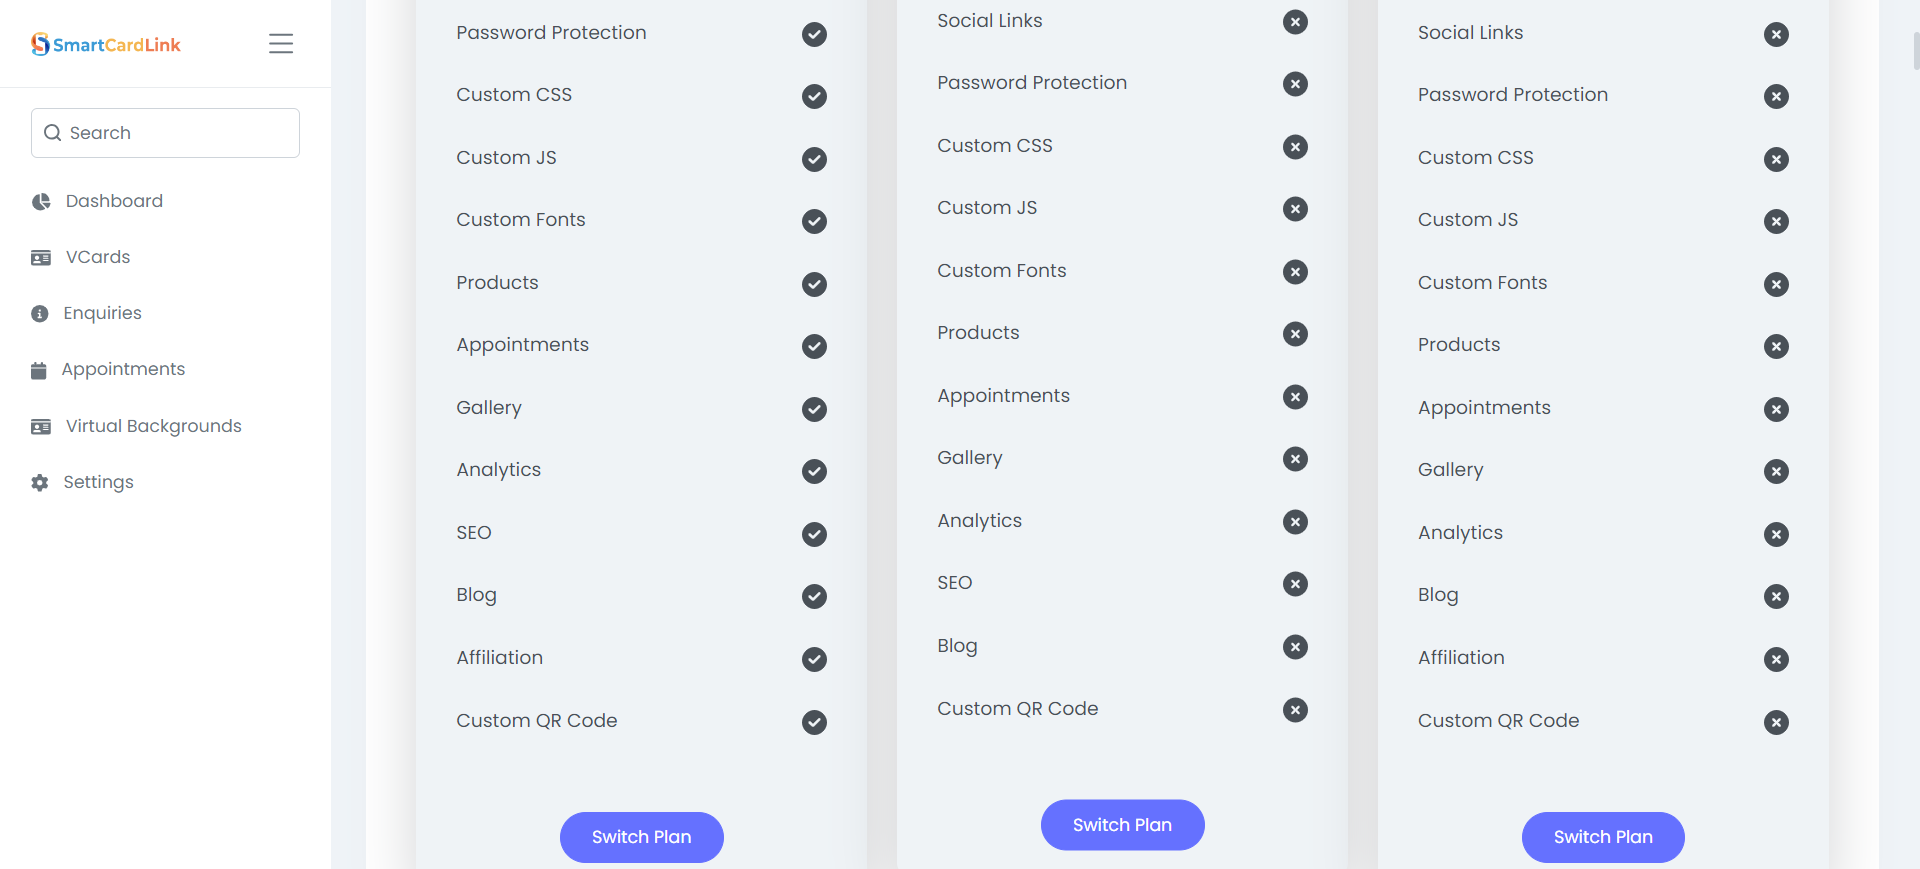 SmartCardLink
Search
Dashboard
VCards
Enquiries
Appointments
Virtual Backgrounds
Settings
Password Protection
Custom CSS
Custom JS
Custom Fonts
Products
Appointments
Gallery
Analytics
SEO
Blog
Affiliation
Custom QR Code
Switch Plan
Social Links
Password Protection
Custom CSS
Custom JS
Custom Fonts
Products
Appointments
Gallery
Analytics
SEO
Blog
Custom QR Code
Switch Plan
Social Links
Password Protection
Custom CSS
Custom JS
Custom Fonts
Products
Appointments
Gallery
Analytics
Blog
Affiliation
Custom QR Code
Switch Plan